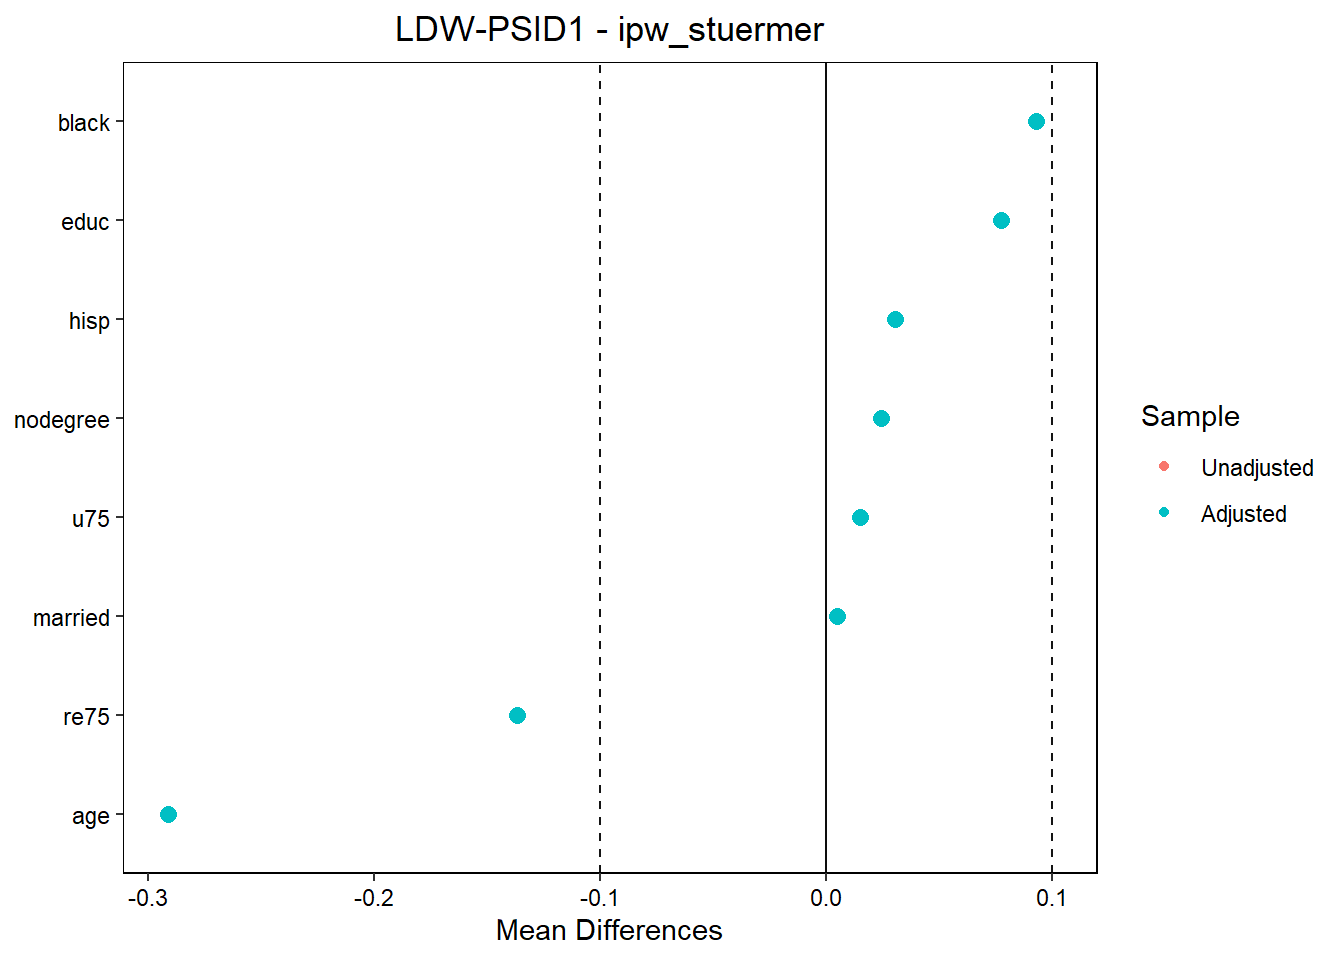 LDW-PSID1 - ipw_stuermer
black
educ
hisp
nodegree
u75
married
re75
age
-0.3 -0.2 -0.1 0.0 0.1
Mean Differences
Sample
Unadjusted
Adjusted